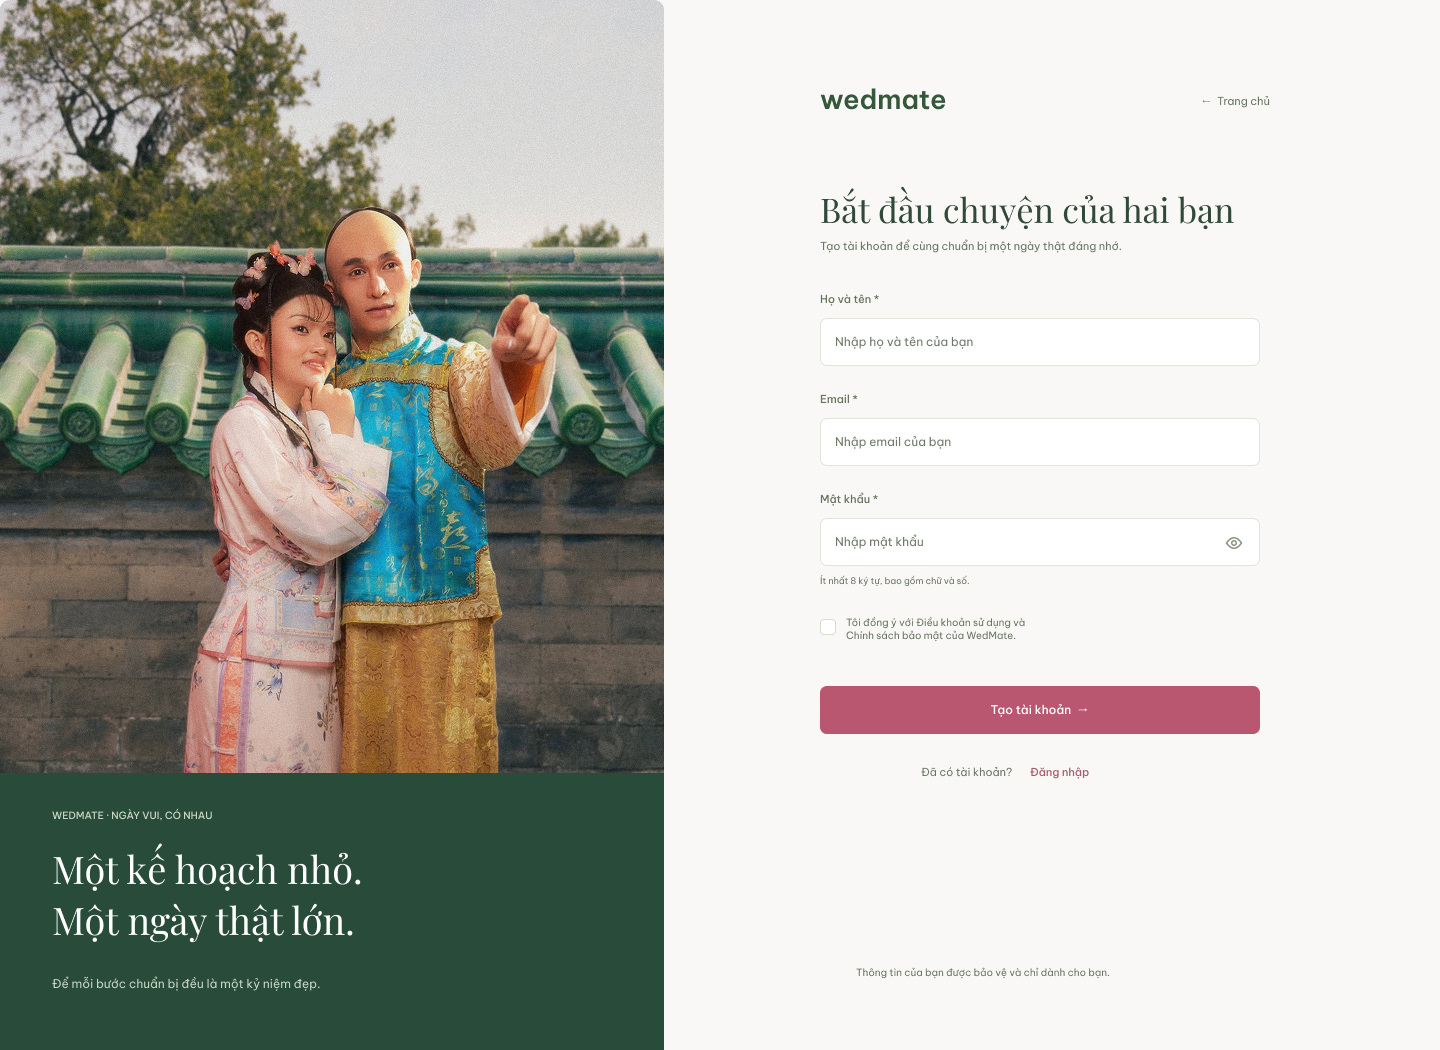 WEDMATE · NGÀY VUI, CÓ NHAU
Một kế hoạch nhỏ.
Một ngày thật lớn.
Để mỗi bước chuẩn bị đều là một kỷ niệm đẹp.
wedmate
← Trang chủ
Bắt đầu chuyện của hai bạn
Tạo tài khoản để cùng chuẩn bị một ngày thật đáng nhớ.
Họ và tên *
Nhập họ và tên của bạn
Email *
Nhập email của bạn
Mật khẩu *
Nhập mật khẩu
Ít nhất 8 ký tự, bao gồm chữ và số.
Tôi đồng ý với Điều khoản sử dụng và
Chính sách bảo mật của WedMate.
Tạo tài khoản →
Đã có tài khoản? Đăng nhập
Thông tin của bạn được bảo vệ và chỉ dành cho bạn.